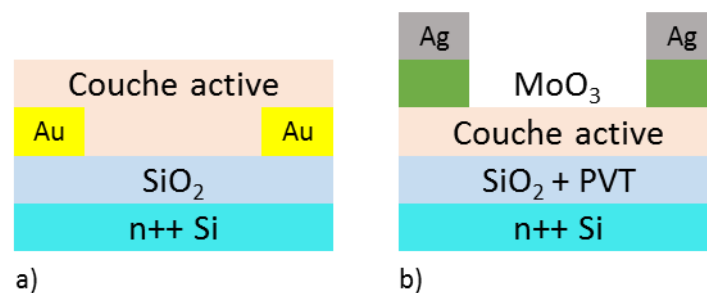 Couche active
Au Au
SiO₂
n++ Si
a)
Ag Ag
MoO₃
Couche active
SiO₂ + PVT
n++ Si
b)